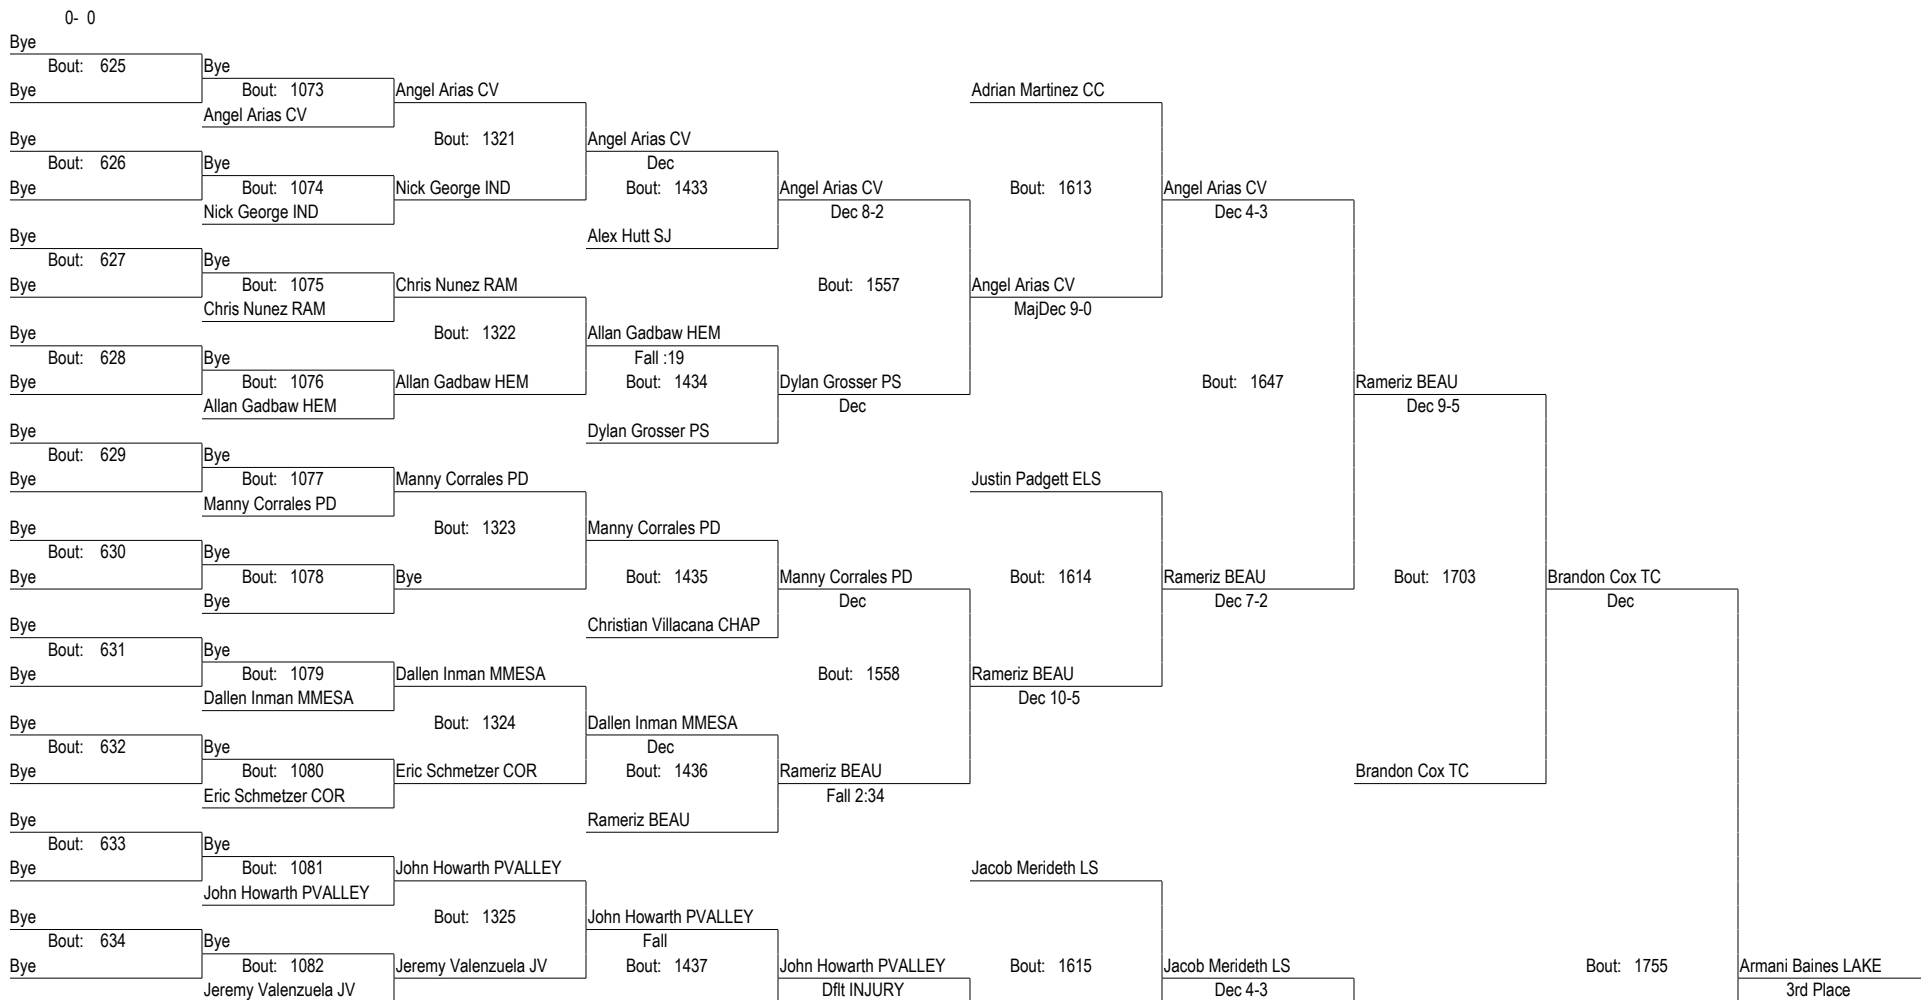 0- 0
Bye
Bout: 625 Bye
Bye Bout: 1073 Angel Arias CV Adrian Martinez CC
Angel Arias CV
Bye Bout: 1321 Angel Arias CV
Bout: 626 Bye Dec
Bye Bout: 1074 Nick George IND Bout: 1433 Angel Arias CV Bout: 1613 Angel Arias CV
Nick George IND Dec 8-2 Dec 4-3
Bye Alex Hutt SJ
Bout: 627 Bye
Bye Bout: 1075 Chris Nunez RAM Bout: 1557 Angel Arias CV
Chris Nunez RAM MajDec 9-0
Bye Bout: 1322 Allan Gadbaw HEM
Bout: 628 Bye Fall :19
Bye Bout: 1076 Allan Gadbaw HEM Bout: 1434 Dylan Grosser PS Bout: 1647 Rameriz BEAU
Allan Gadbaw HEM Dec Dec 9-5
Bye Dylan Grosser PS
Bout: 629 Bye
Bye Bout: 1077 Manny Corrales PD Justin Padgett ELS
Manny Corrales PD
Bye Bout: 1323 Manny Corrales PD
Bout: 630 Bye
Bye Bout: 1078 Bye Bout: 1435 Manny Corrales PD Bout: 1614 Rameriz BEAU Bout: 1703 Brandon Cox TC
Bye Dec Dec 7-2 Dec
Bye Christian Villacana CHAP
Bout: 631 Bye
Bye Bout: 1079 Dallen Inman MMESA Bout: 1558 Rameriz BEAU
Dallen Inman MMESA Dec 10-5
Bye Bout: 1324 Dallen Inman MMESA
Bout: 632 Bye Dec
Bye Bout: 1080 Eric Schmetzer COR Bout: 1436 Rameriz BEAU Brandon Cox TC
Eric Schmetzer COR Fall 2:34
Bye Rameriz BEAU
Bout: 633 Bye
Bye Bout: 1081 John Howarth PVALLEY Jacob Merideth LS
John Howarth PVALLEY
Bye Bout: 1325 John Howarth PVALLEY
Bout: 634 Bye Fall
Bye Bout: 1082 Jeremy Valenzuela JV Bout: 1437 John Howarth PVALLEY Bout: 1615 Jacob Merideth LS Bout: 1755 Armani Baines LAKE
Jeremy Valenzuela JV Dflt INJURY Dec 4-3 3rd Place